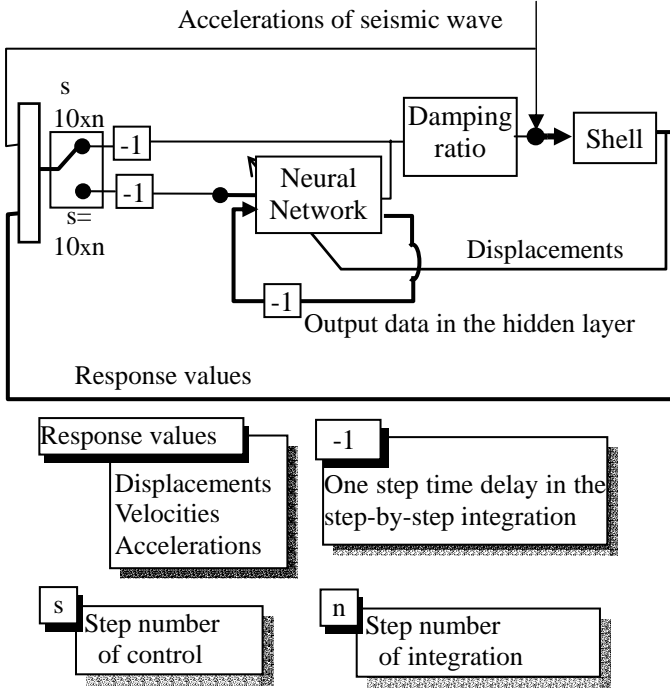 Accelerations of seismic wave
s
10xn
-1
-1
s=
10xn
Neural
Network
Damping
ratio
Shell
Displacements
-1
Output data in the hidden layer
Response values
Response values
Displacements
Velocities
Accelerations
-1
One step time delay in the
step-by-step integration
s
Step number
of control
n
Step number
of integration